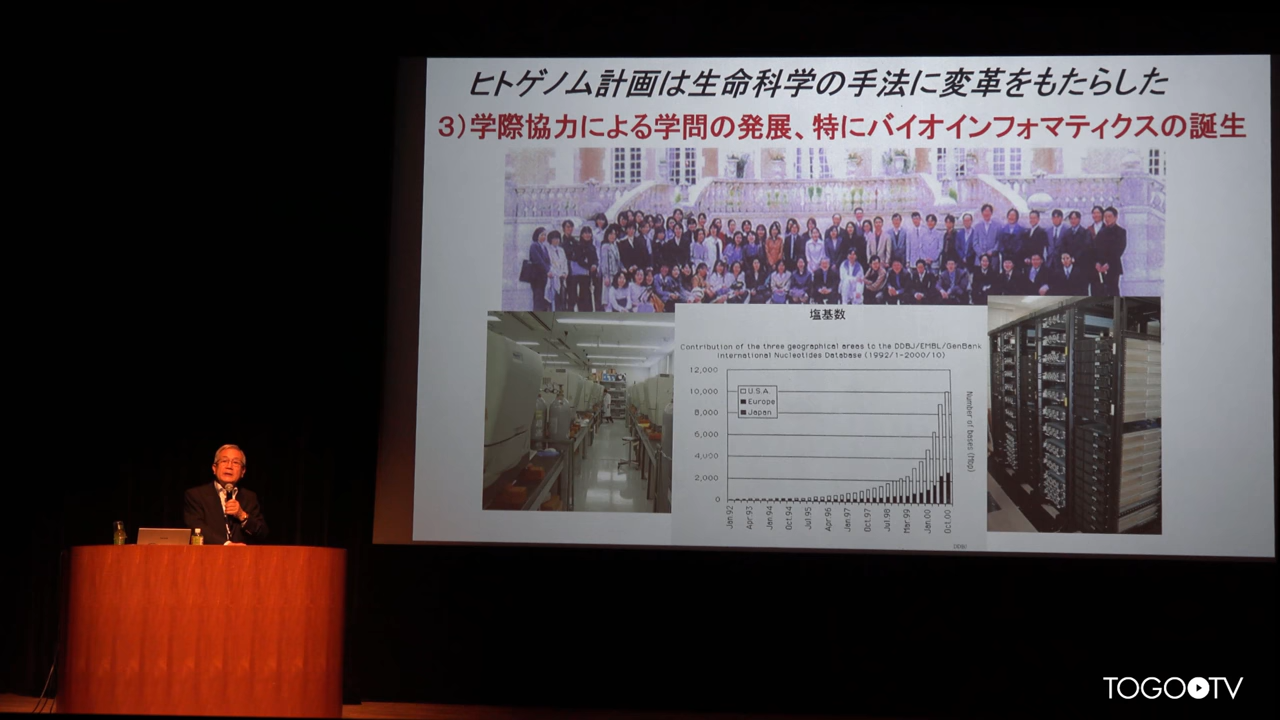 ヒトゲノム計画は生命科学の手法に変革をもたらした
3)学際協力による学問の発展、特にバイオインフォマティクスの誕生
塩基数
Contribution of the three geographical areas to the DDBJ/EMBL/GenBank
international Nucleotides Database (1992/1-2000/10)
12,000
10,000
8,000
6,000
4,000
2,000
0
U.S.A.
Europe
Japan
Number of bases (Mbp)
Jan.92
Apr.93
Jan.94
Oct.94
Jul.95
Apr.96
Jan.97
Oct.97
Jul.98
Mar.99
Jan.00
Oct.00
DDBJ
TOGO TV